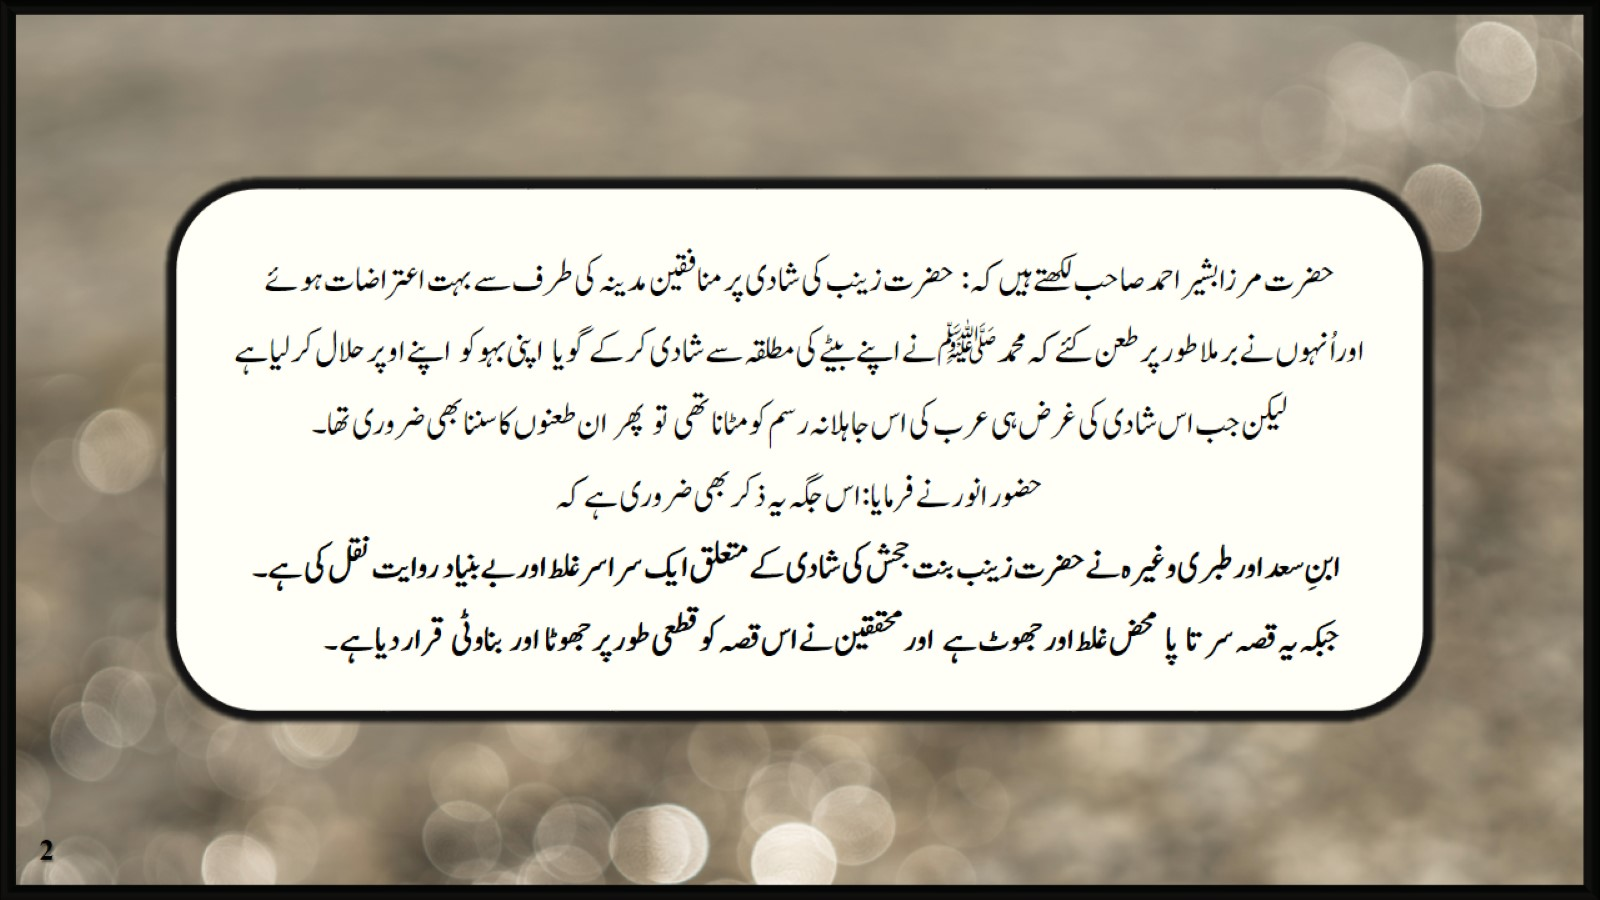 حضرت مرزا بشیر احمد صاحب لکھتے ہیں کہ: حضرت زینب کی شادی پر منافقین مدینہ کی طرف سے بہت اعتراضات ہوئے
اور اُنہوں نے برملا طور پر طعن کئے کہ محمد ﷺ نے اپنے بیٹے کی مطلقہ سے شادی کرکے گویا اپنی بہو کو اپنے اوپر حلال کرلیا ہے
لیکن جب اس شادی کی غرض ہی عرب کی اس جاہلانہ رسم کو مٹانا تھی تو پھر ان طعنوں کا سننا بھی ضروری تھا۔
حضور انور نے فرمایا: اس جگہ یہ ذکر بھی ضروری ہے کہ
ابنِ سعد اور طبری وغیرہ نے حضرت زینب بنت جحش کی شادی کے متعلق ایک سراسر غلط اور بے بنیاد روایت نقل کی ہے۔
جبکہ یہ قصہ سر تا پا محض غلط اور جھوٹ ہے اور محققین نے اس قصہ کو قطعی طور پر جھوٹا اور بناوٹی قرار دیا ہے۔
2